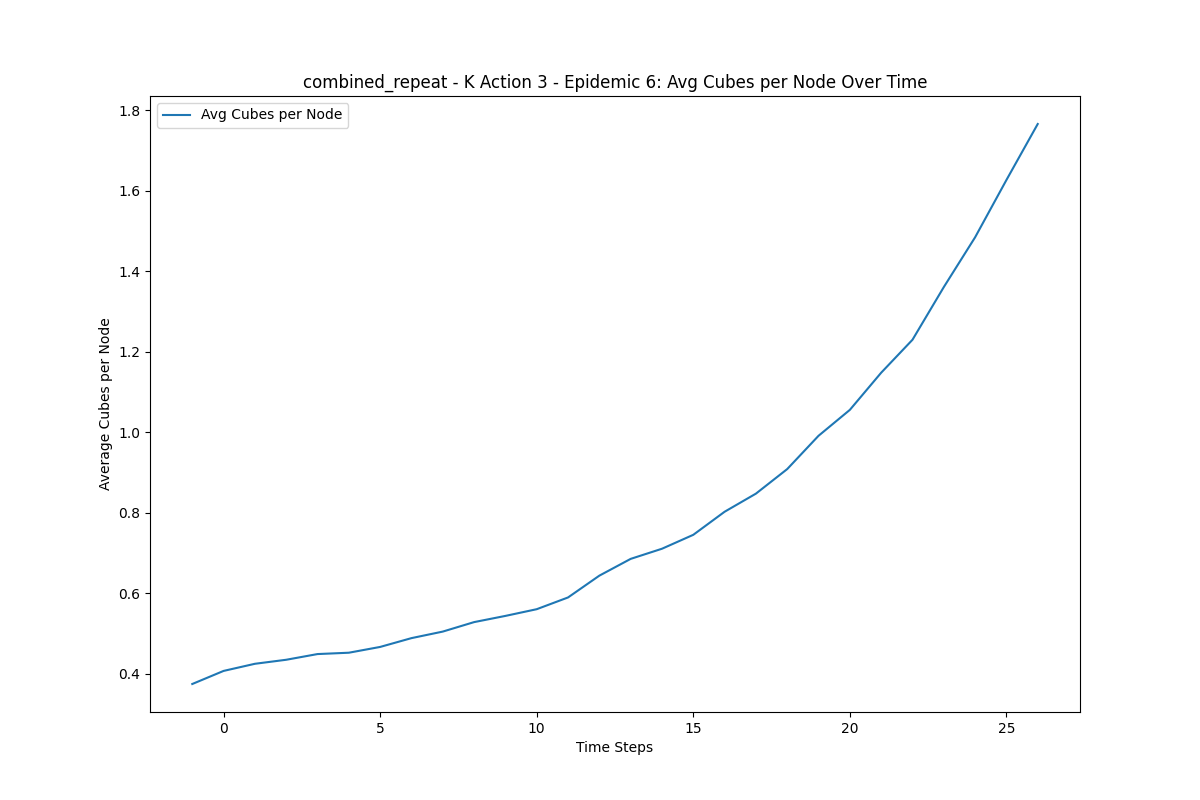 combined_repeat - K Action 3 - Epidemic 6: Avg Cubes per Node Over Time
Avg Cubes per Node
Average Cubes per Node
1.8
1.6
1.4
1.2
1.0
0.8
0.6
0.4
0 5 10 15 20 25
Time Steps